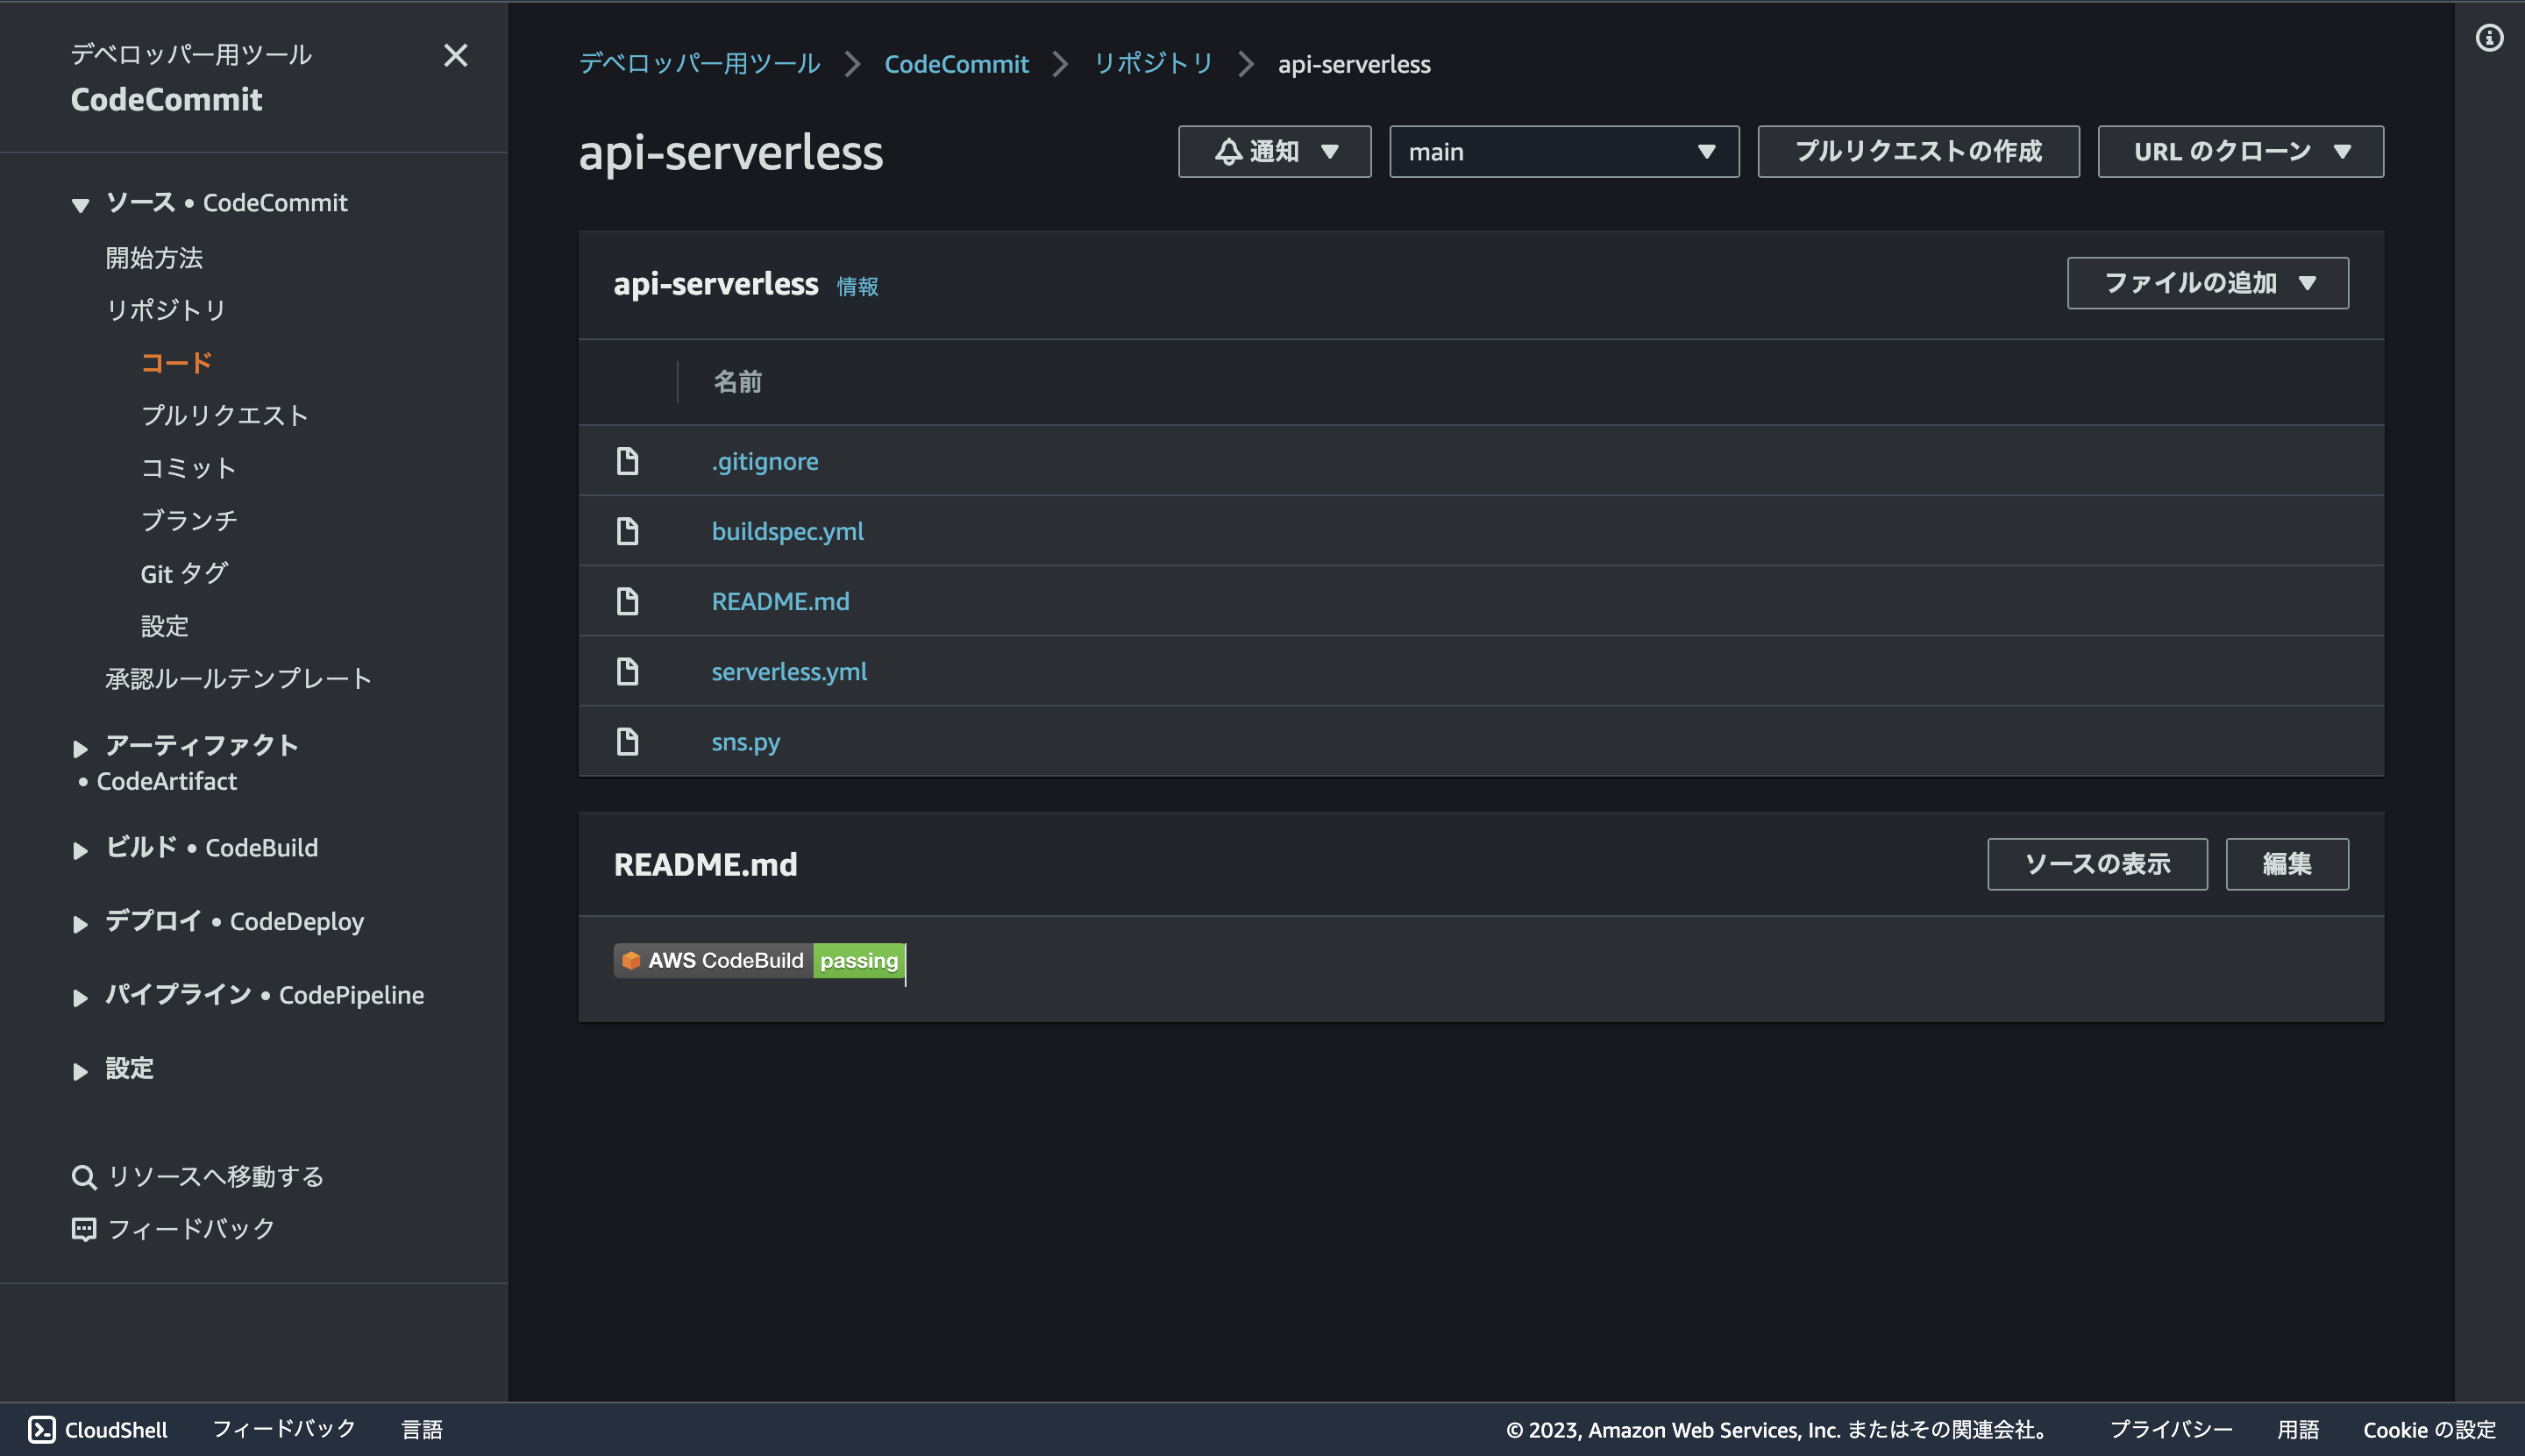 デベロッパー用ツール
CodeCommit
ソース • CodeCommit
開始方法
リポジトリ
コード
プルリクエスト
コミット
ブランチ
Git タグ
設定
承認ルールテンプレート
アーティファクト
• CodeArtifact
ビルド • CodeBuild
デプロイ • CodeDeploy
パイプライン • CodePipeline
設定
リソースへ移動する
フィードバック
デベロッパー用ツール CodeCommit リポジトリ api-serverless
api-serverless
通知 main プルリクエストの作成 URL のクローン
api-serverless 情報 ファイルの追加
名前
.gitignore
buildspec.yml
README.md
serverless.yml
sns.py
README.md ソースの表示 編集
AWS CodeBuild passing
CloudShell フィードバック 言語 © 2023, Amazon Web Services, Inc. またはその関連会社。 プライバシー 用語 Cookie の設定